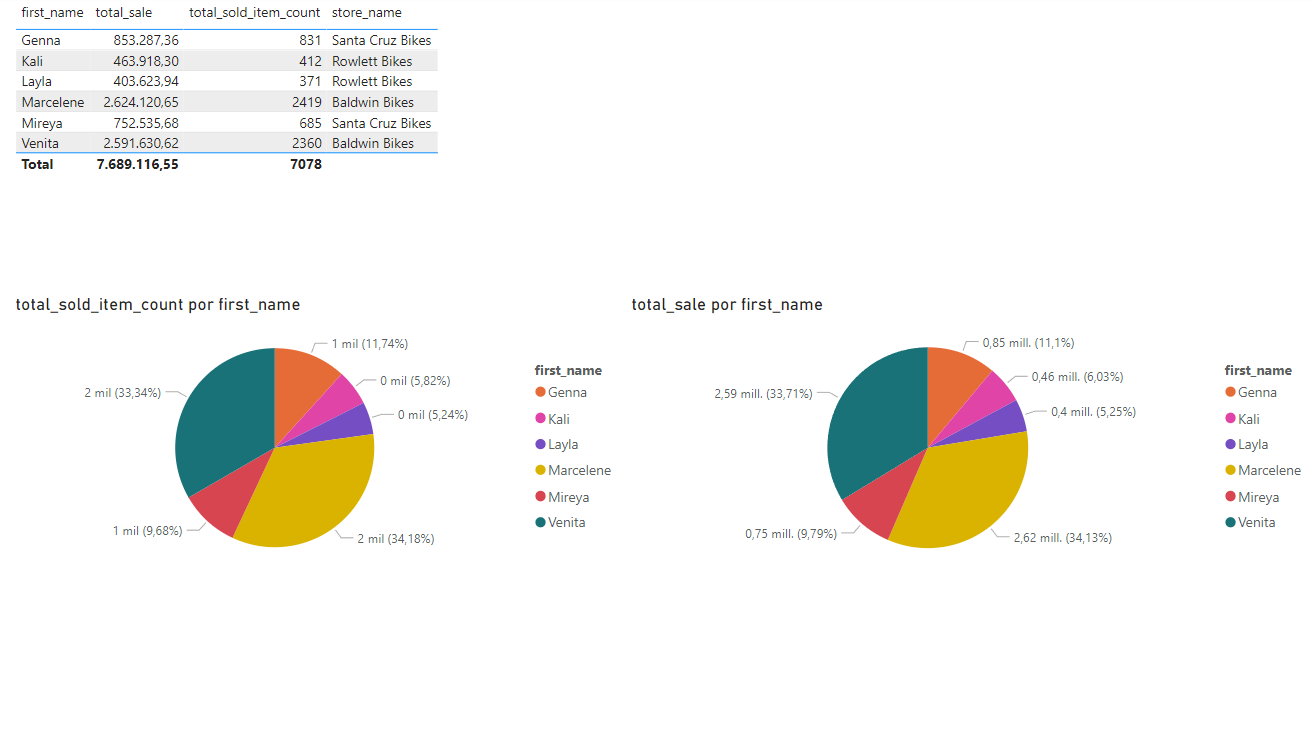 first_name total_sale total_sold_item_count store_name
Genna 853.287,36 831 Santa Cruz Bikes
Kali 463.918,30 412 Rowlett Bikes
Layla 403.623,94 371 Rowlett Bikes
Marcelene 2.624.120,65 2419 Baldwin Bikes
Mireya 752.535,68 685 Santa Cruz Bikes
Venita 2.591.630,62 2360 Baldwin Bikes
Total 7.689.116,55 7078
total_sold_item_count por first_name
1 mil (11,74%)
0 mil (5,82%)
0 mil (5,24%)
2 mil (34,18%)
1 mil (9,68%)
2 mil (33,34%)
first_name
Genna
Kali
Layla
Marcelene
Mireya
Venita
total_sale por first_name
0,85 mill. (11,1%)
0,46 mill. (6,03%)
0,4 mill. (5,25%)
2,62 mill. (34,13%)
0,75 mill. (9,79%)
2,59 mill. (33,71%)
first_name
Genna
Kali
Layla
Marcelene
Mireya
Venita